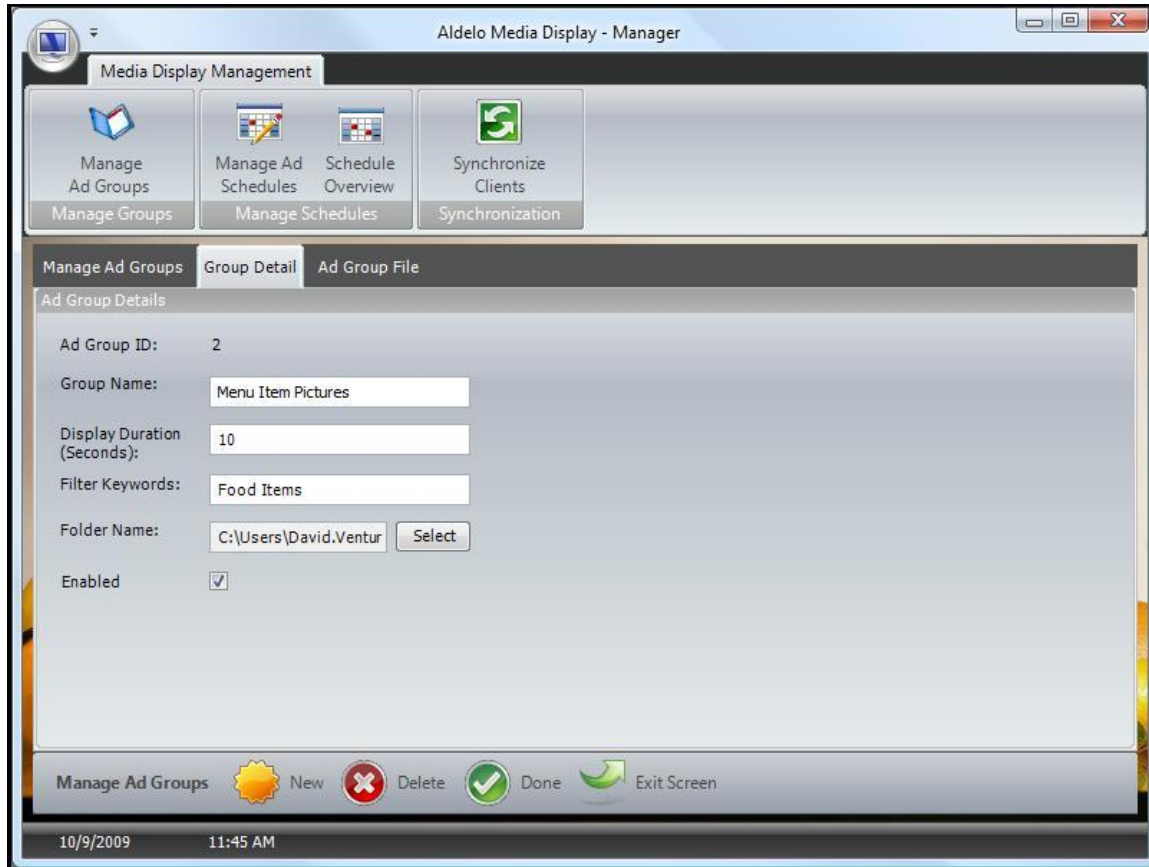 Aldelo Media Display - Manager
Media Display Management
Manage Ad Groups
Manage Ad Schedules
Schedule Overview
Synchronize Clients
Manage Groups
Manage Schedules
Synchronization
Manage Ad Groups Group Detail Ad Group File
Ad Group Details
Ad Group ID: 2
Group Name: Menu Item Pictures
Display Duration (Seconds): 10
Filter Keywords: Food Items
Folder Name: C:\Users\David.Ventur Select
Enabled
Manage Ad Groups New Delete Done Exit Screen
10/9/2009 11:45 AM